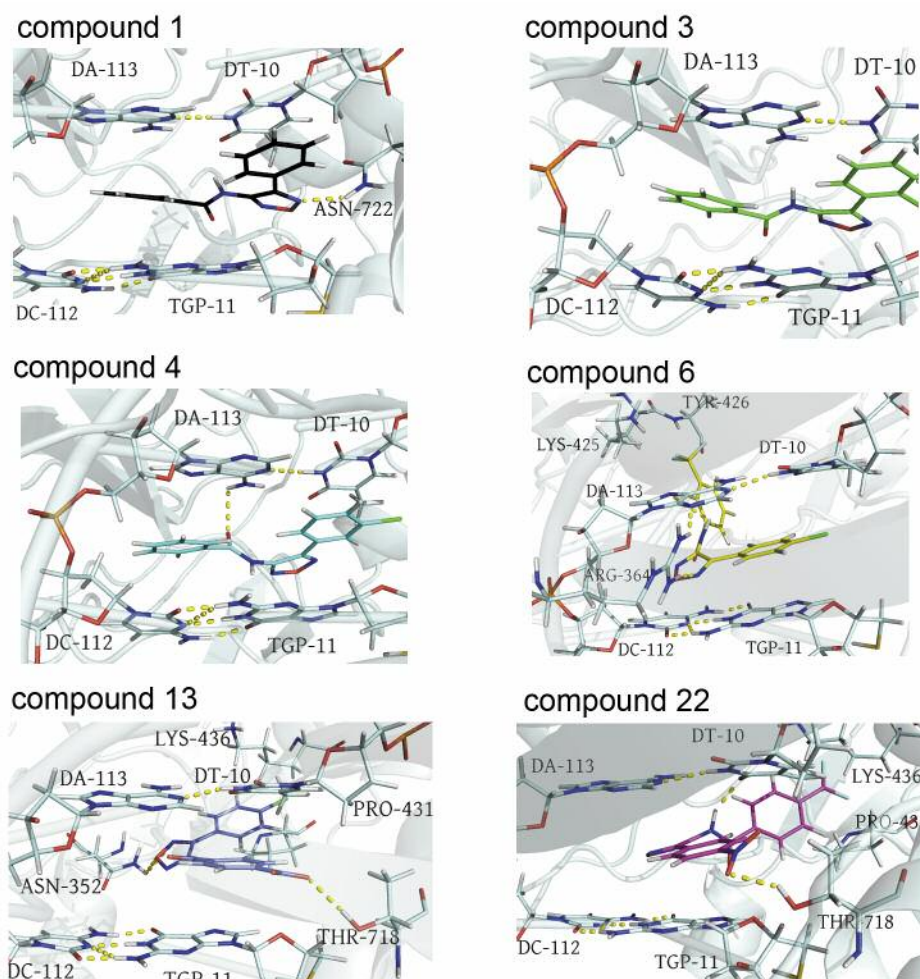 compound 1
DA-113
DT-10
ASN-722
DC-112
TGP-11
compound 3
DA-113
DT-10
DC-112
TGP-11
compound 4
DA-113
DT-10
DC-112
TGP-11
compound 6
TYR-426
LYS-425
DT-10
DA-113
ARG-364
DC-112
TGP-11
compound 13
LYS-436
DA-113
DT-10
PRO-431
ASN-352
THR-718
DC-112
TGP-11
compound 22
DT-10
DA-113
LYS-436
PRO-43
THR-718
DC-112
TGP-11